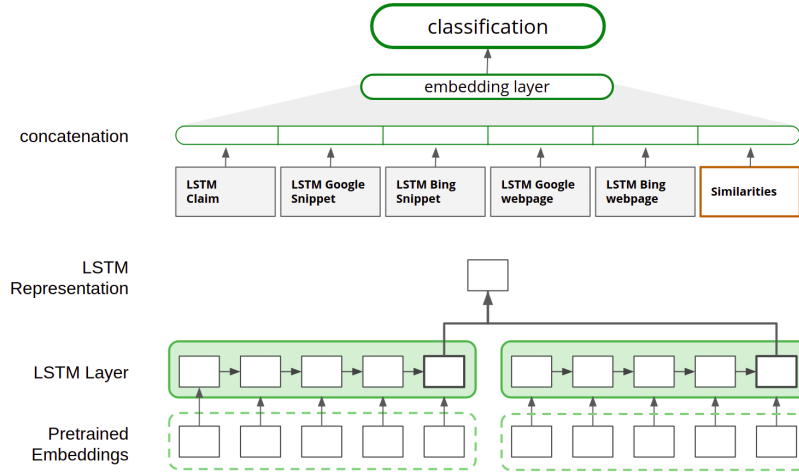 classification
embedding layer
concatenation
LSTM
Claim
LSTM Google
Snippet
LSTM Bing
Snippet
LSTM Google
webpage
LSTM Bing
webpage
Similarities
LSTM
Representation
LSTM Layer
Pretrained
Embeddings